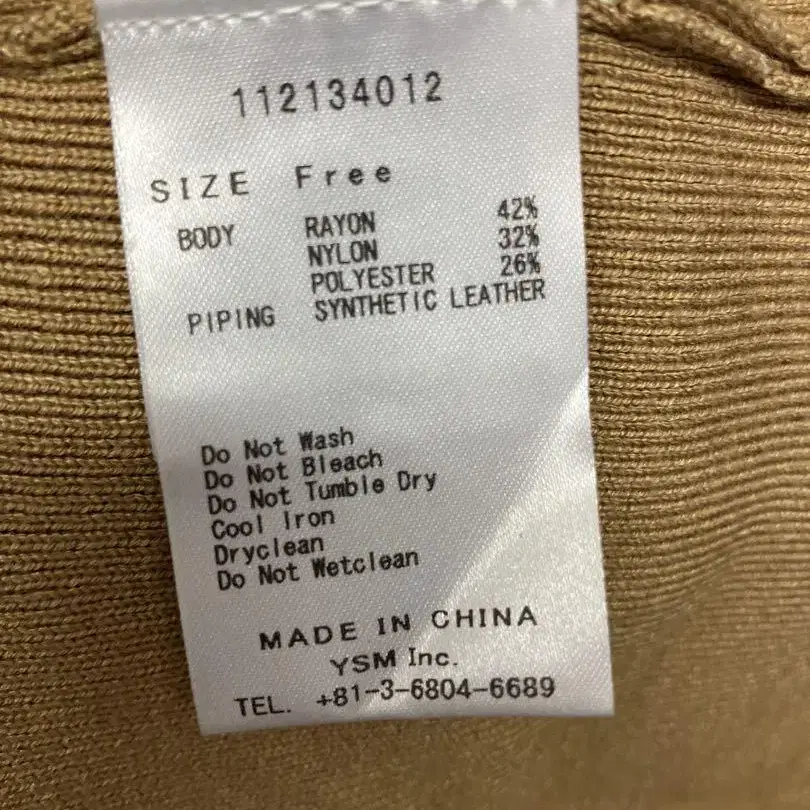 112134012
SIZE Free
BODY RAYON 42%
NYLON 32%
POLYESTER 26%
PIPING SYNTHETIC LEATHER
Do Not Wash
Do Not Bleach
Do Not Tumble Dry
Cool Iron
Dryclean
Do Not Wetclean
MADE IN CHINA
YSM Inc.
TEL. +81-3-6804-6689